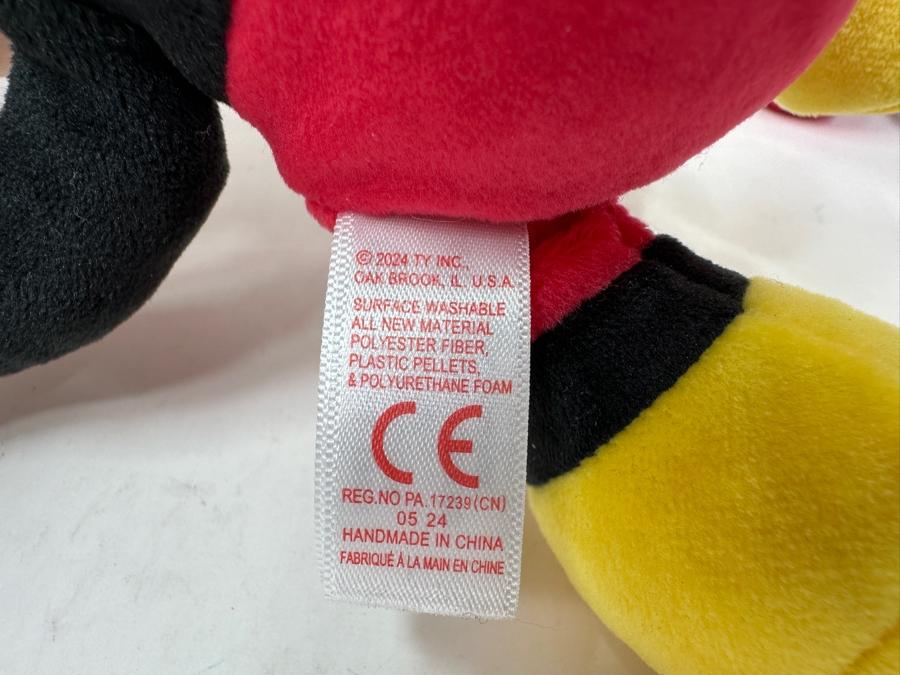 © 2024 TY INC.,
OAK BROOK, IL. U.S.A.
SURFACE WASHABLE
ALL NEW MATERIAL
POLYESTER FIBER,
PLASTIC PELLETS,
& POLYURETHANE FOAM
CE
REG.NO PA.17239(CN)
05 24
HANDMADE IN CHINA
FABRIQUÉ À LA MAIN EN CHINE